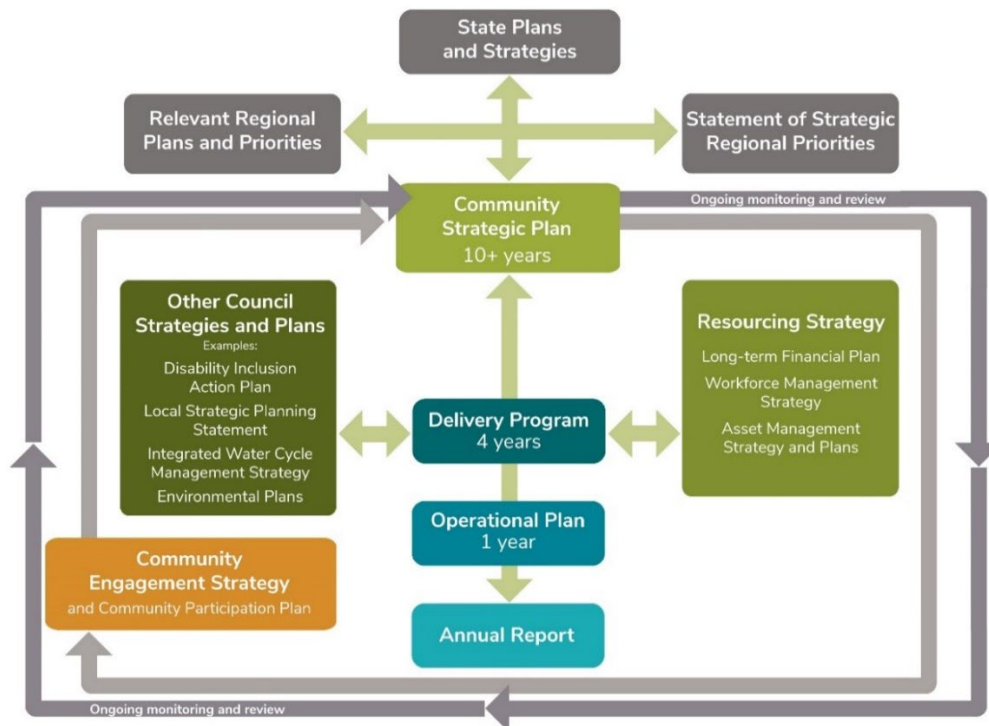 State Plans
and Strategies
Relevant Regional
Plans and Priorities
Statement of Strategic
Regional Priorities
Ongoing monitoring and review
Community
Strategic Plan
10+ years
Other Council
Strategies and Plans
Examples:
Disability Inclusion
Action Plan
Local Strategic Planning
Statement
Integrated Water Cycle
Management Strategy
Environmental Plans
Resourcing Strategy
Long-term Financial Plan
Workforce Management
Strategy
Asset Management
Strategy and Plans
Delivery Program
4 years
Operational Plan
1 year
Community
Engagement Strategy
and Community Participation Plan
Annual Report
Ongoing monitoring and review